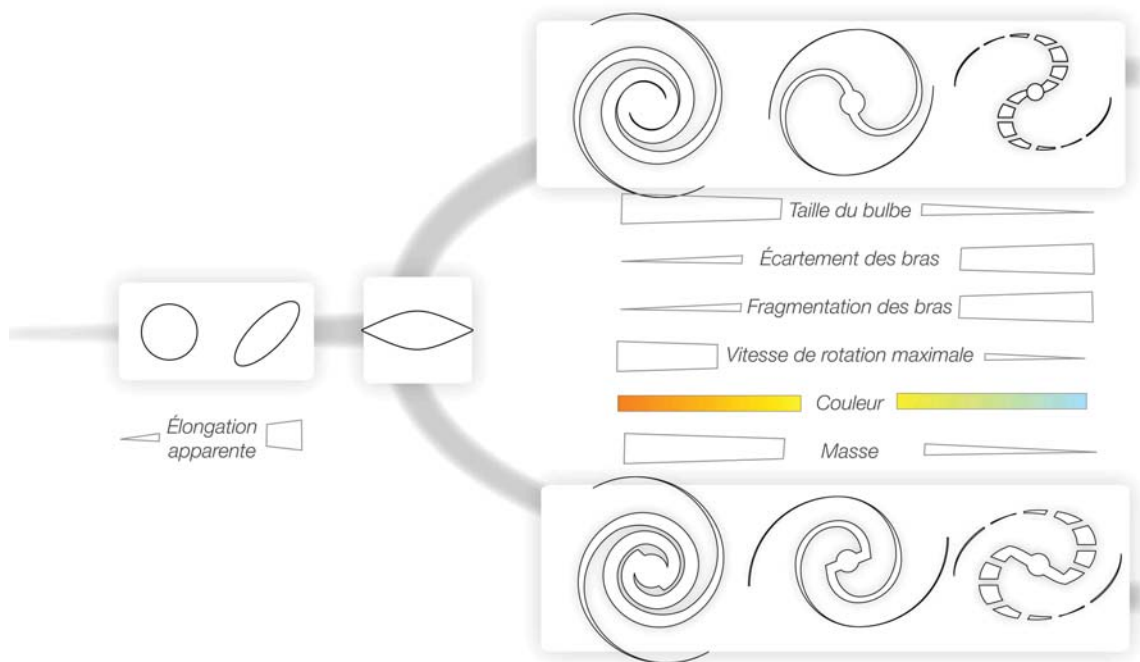 Taille du bulbe
Écartement des bras
Fragmentation des bras
Vitesse de rotation maximale
Couleur
Masse
Élongation
apparente